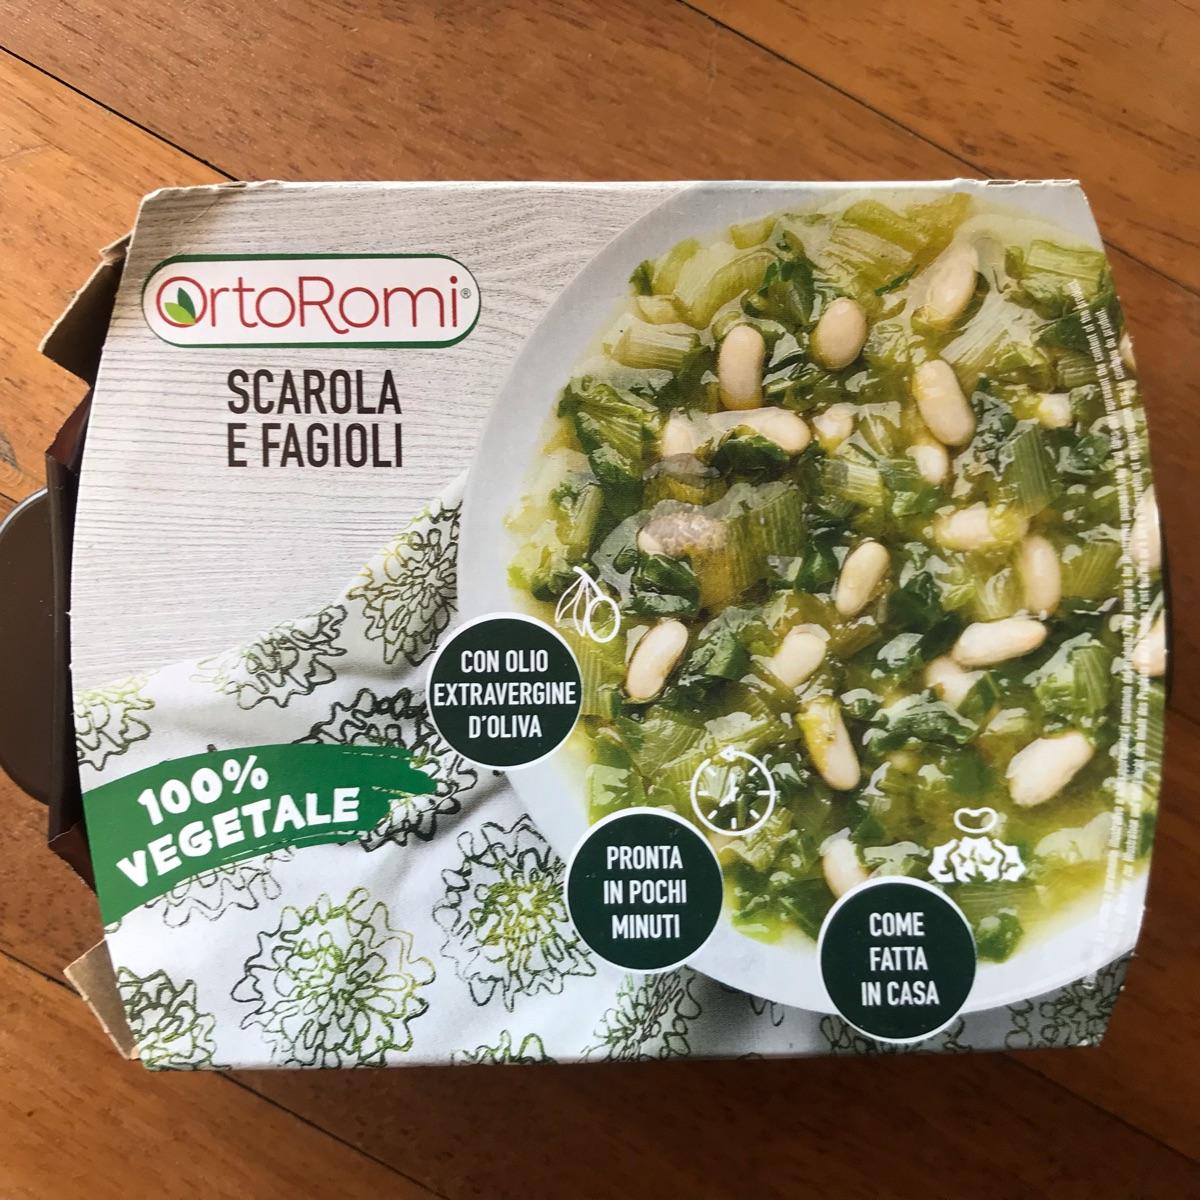 OrtoRomi®
SCAROLA
E FAGIOLI
CON OLIO
EXTRAVERGINE
D'OLIVA
100%
VEGETALE
PRONTA
IN POCHI
MINUTI
COME
FATTA
IN CASA